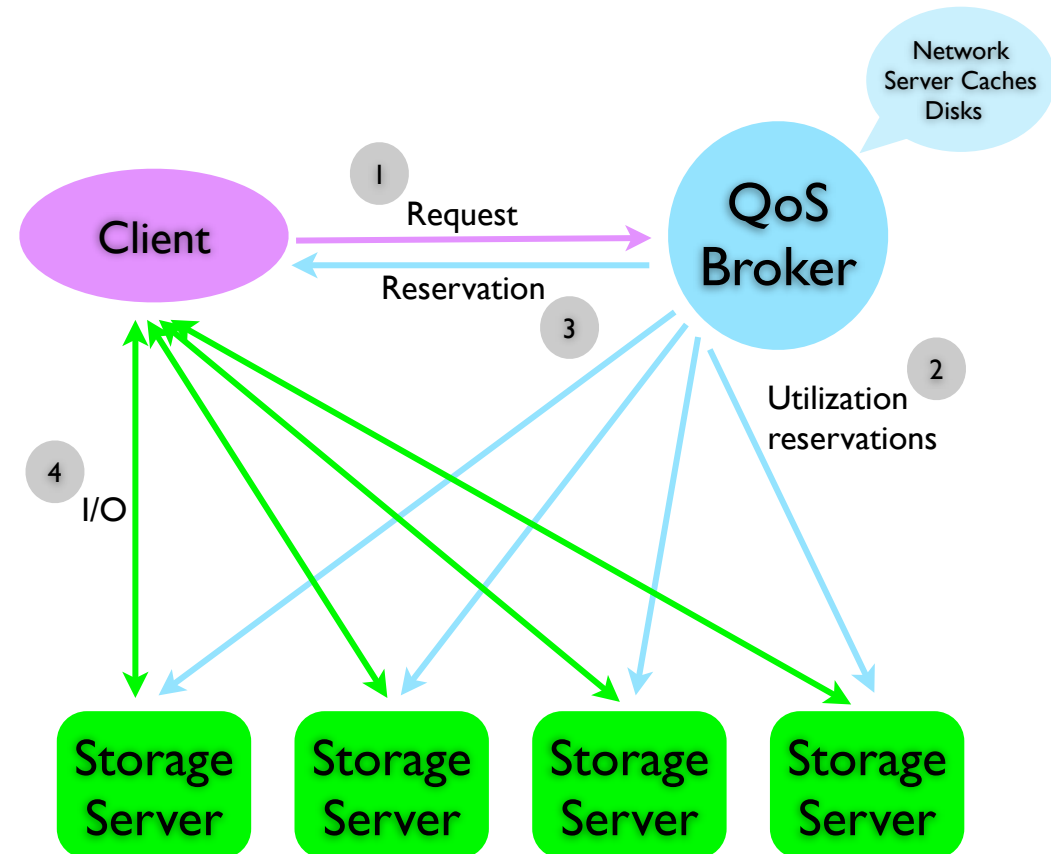 Network
Server Caches
Disks
1
Request
Client
QoS
Broker
Reservation
3
2
Utilization
reservations
4
I/O
Storage
Server
Storage
Server
Storage
Server
Storage
Server